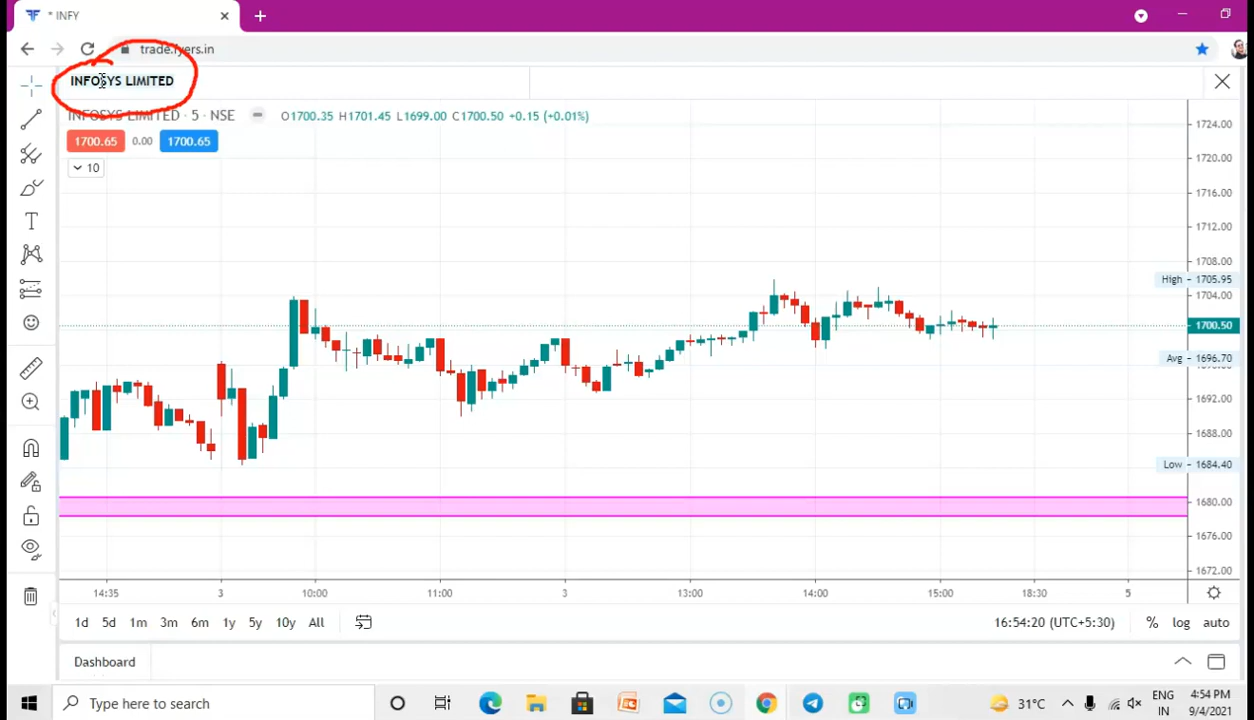 * INFY
trade.fyers.in
INFOSYS LIMITED
INFOSYS LIMITED · 5 · NSE O1700.35 H1701.45 L1699.00 C1700.50 +0.15 (+0.01%)
1700.65 0.00 1700.65
10
1724.00
1720.00
1716.00
1712.00
1708.00
High 1705.95
1704.00
1700.50
Avg 1696.70
1696.00
1692.00
1688.00
Low 1684.40
1680.00
1676.00
1672.00
14:35 3 10:00 11:00 3 13:00 14:00 15:00 18:30 5
1d 5d 1m 3m 6m 1y 5y 10y All 16:54:20 (UTC+5:30) % log auto
Dashboard
Type here to search 31°C ENG 4:54 PM
IN 9/4/2021